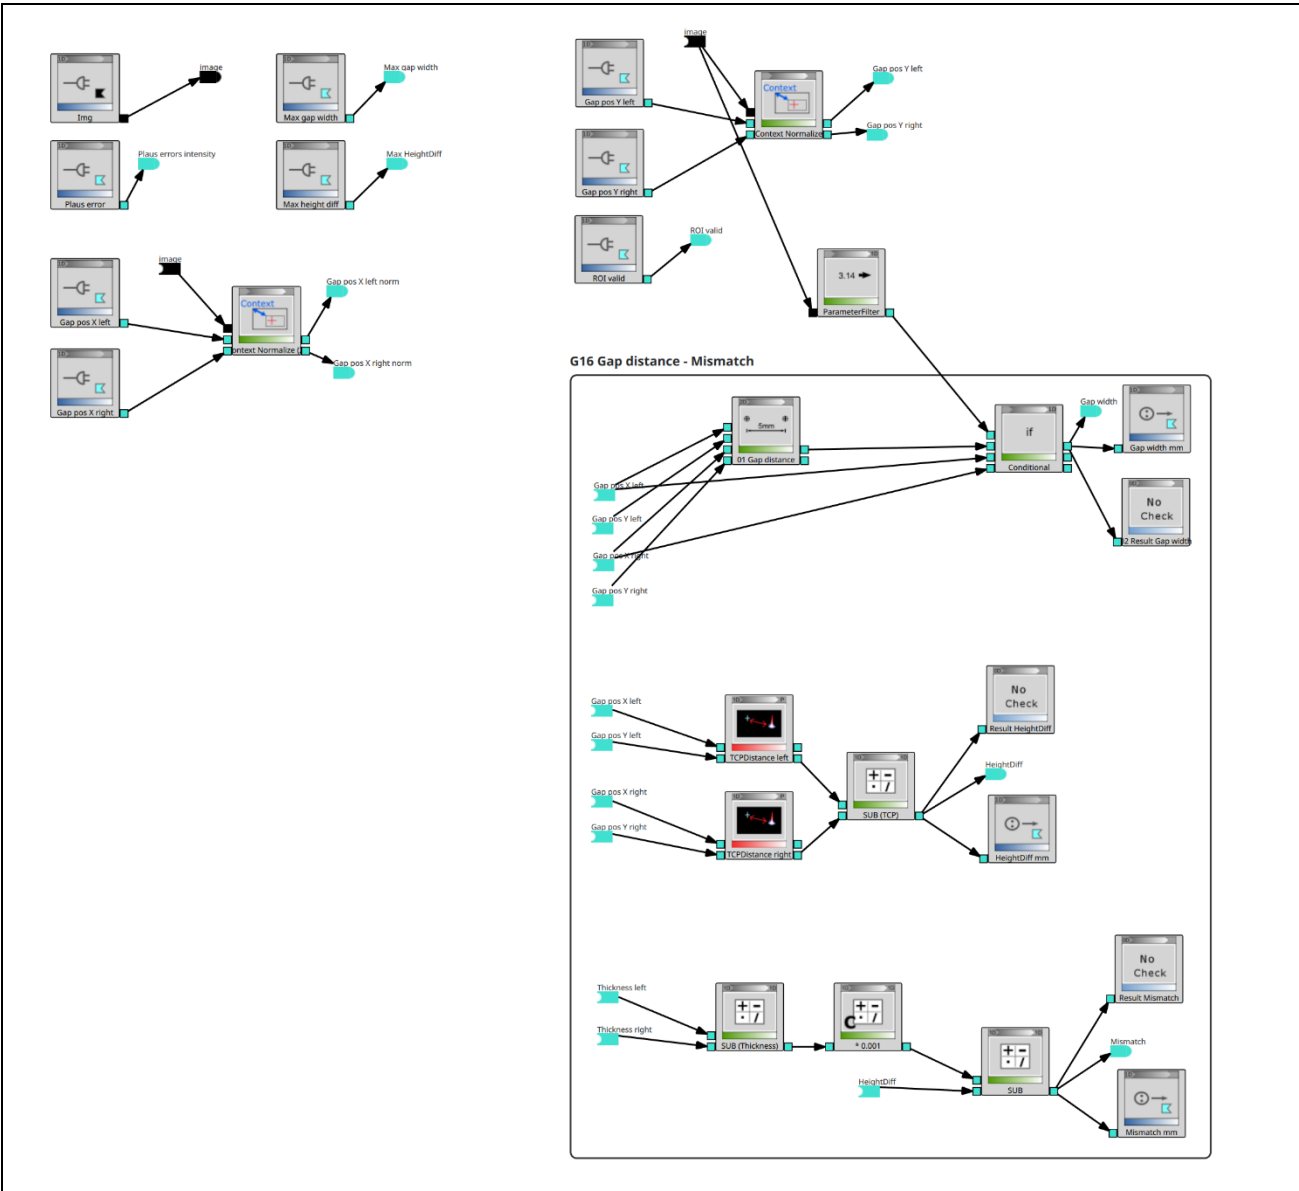 image
Img
Max gap width
Max gap width
Plaus errors intensity
Plaus error
Max HeightDiff
Max height diff
image
Gap pos X left
Context
ontext Normalize (
Gap pos X left norm
Gap pos X right norm
Gap pos X right
image
Gap pos Y left
Context
Context Normalize
Gap pos Y left
Gap pos Y right
Gap pos Y right
ROI valid
ROI valid
3.14
ParameterFilter
G16 Gap distance - Mismatch
5mm
01 Gap distance
if
Conditional
Gap width
Gap width mm
No
Check
2 Result Gap width
Gap pos X left
Gap pos Y left
Gap pos X right
Gap pos Y right
Gap pos X left
Gap pos Y left
TCPDistance left
Gap pos X right
Gap pos Y right
TCPDistance right
SUB (TCP)
No
Check
Result HeightDiff
HeightDiff
HeightDiff mm
Thickness left
Thickness right
SUB (Thickness)
C
* 0.001
HeightDiff
SUB
No
Check
Result Mismatch
Mismatch
Mismatch mm